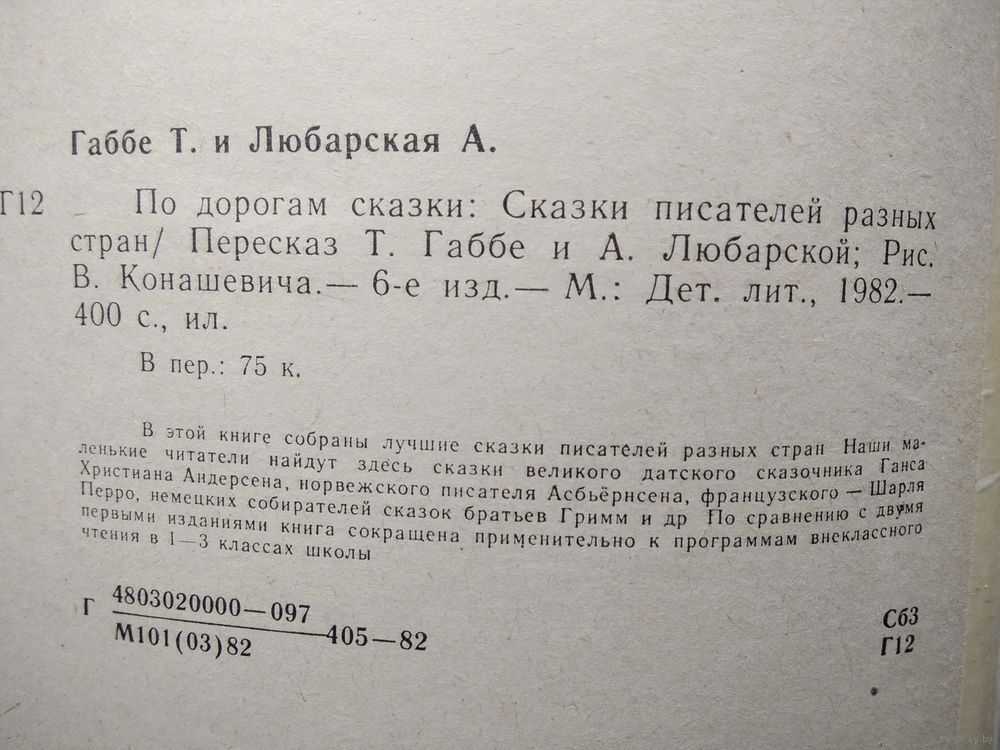 Габбе Т. и Любарская А.
Г12 По дорогам сказки: Сказки писателей разных
стран/ Пересказ Т. Габбе и А. Любарской; Рис.
В. Конашевича.— 6-е изд.— М.: Дет. лит., 1982.—
400 с., ил.
В пер.: 75 к.
В этой книге собраны лучшие сказки писателей разных стран Наши ма-
ленькие читатели найдут здесь сказки великого датского сказочника Ганса
Христиана Андерсена, норвежского писателя Асбьёрнсена, французского — Шарля
Перро, немецких собирателей сказок братьев Гримм и др По сравнению с двумя
первыми изданиями книга сокращена применительно к программам внеклассного
чтения в 1—3 классах школы
Г 4803020000—097 405—82
М101(03)82
Сб3
Г12